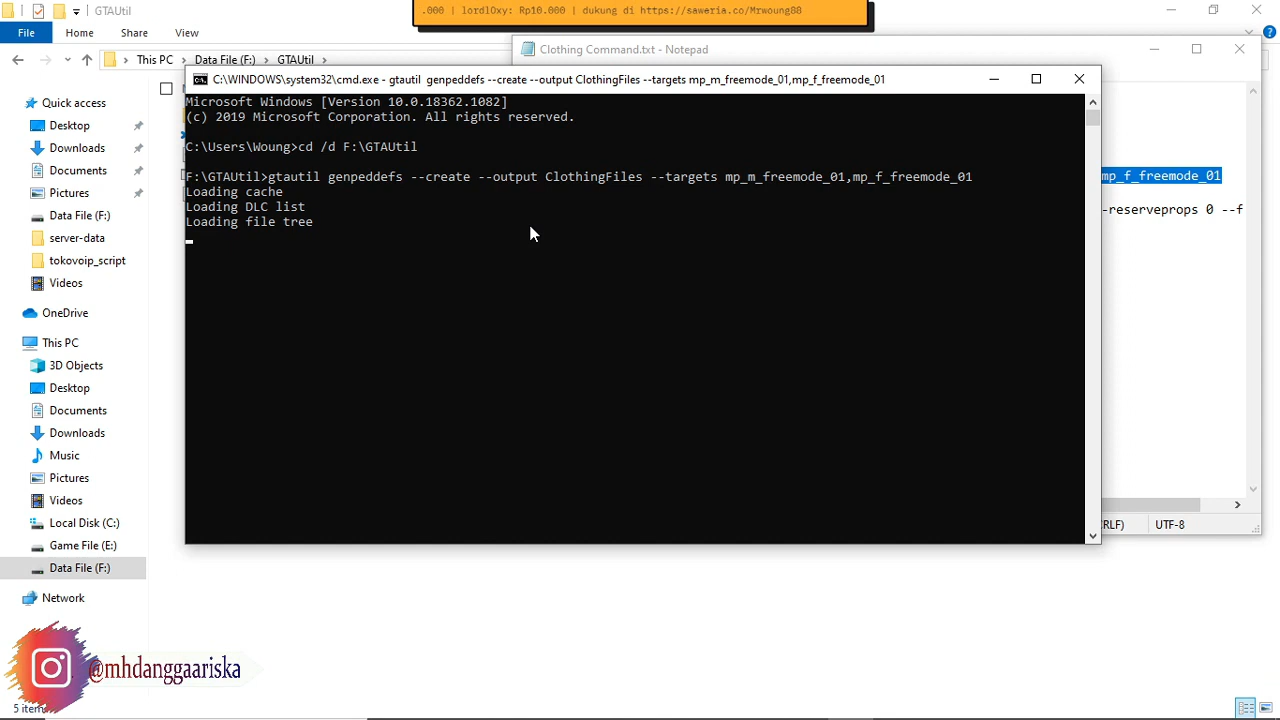 GTAUtil
.000 | lordl0xy: Rp10.000 | dukung di https://saweria.co/Mrwoung88
File
Home
Share
View
Clothing Command.txt - Notepad
This PC
Data File (F:)
GTAUtil
C:\WINDOWS\system32\cmd.exe - gtautil genpeddefs --create --output ClothingFiles --targets mp_m_freemode_01,mp_f_freemode_01
Microsoft Windows [Version 10.0.18362.1082]
(c) 2019 Microsoft Corporation. All rights reserved.
C:\Users\Woung>cd /d F:\GTAUtil
F:\GTAUtil>gtautil genpeddefs --create --output ClothingFiles --targets mp_m_freemode_01,mp_f_freemode_01
Loading cache
Loading DLC list
Loading file tree
mp_f_freemode_01
-reserveprops 0 --f
RLF)
UTF-8
Quick access
Desktop
Downloads
Documents
Pictures
Data File (F:)
server-data
tokovoip_script
Videos
OneDrive
This PC
3D Objects
Desktop
Documents
Downloads
Music
Pictures
Videos
Local Disk (C:)
Game File (E:)
Data File (F:)
Network
@mhdanggaariska
5 item